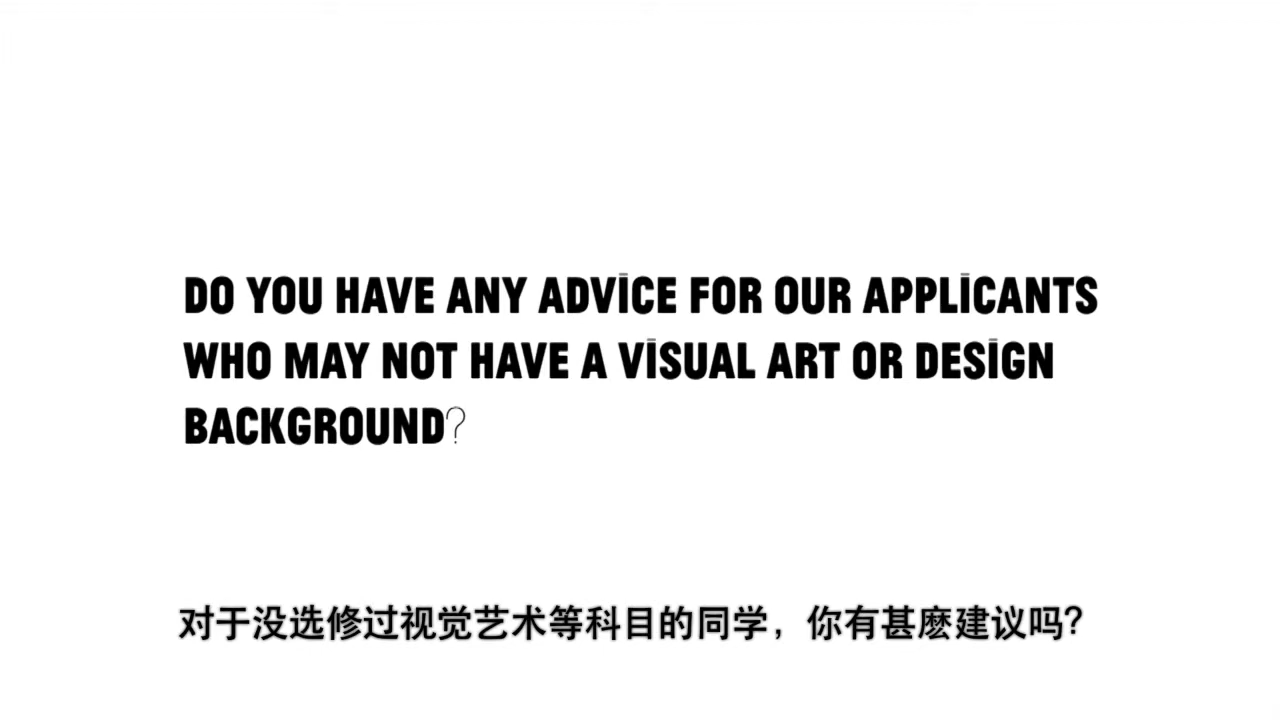 DO YOU HAVE ANY ADVICE FOR OUR APPLICANTS
WHO MAY NOT HAVE A VISUAL ART OR DESIGN
BACKGROUND?
对于没选修过视觉艺术等科目的同学，你有甚麽建议吗？